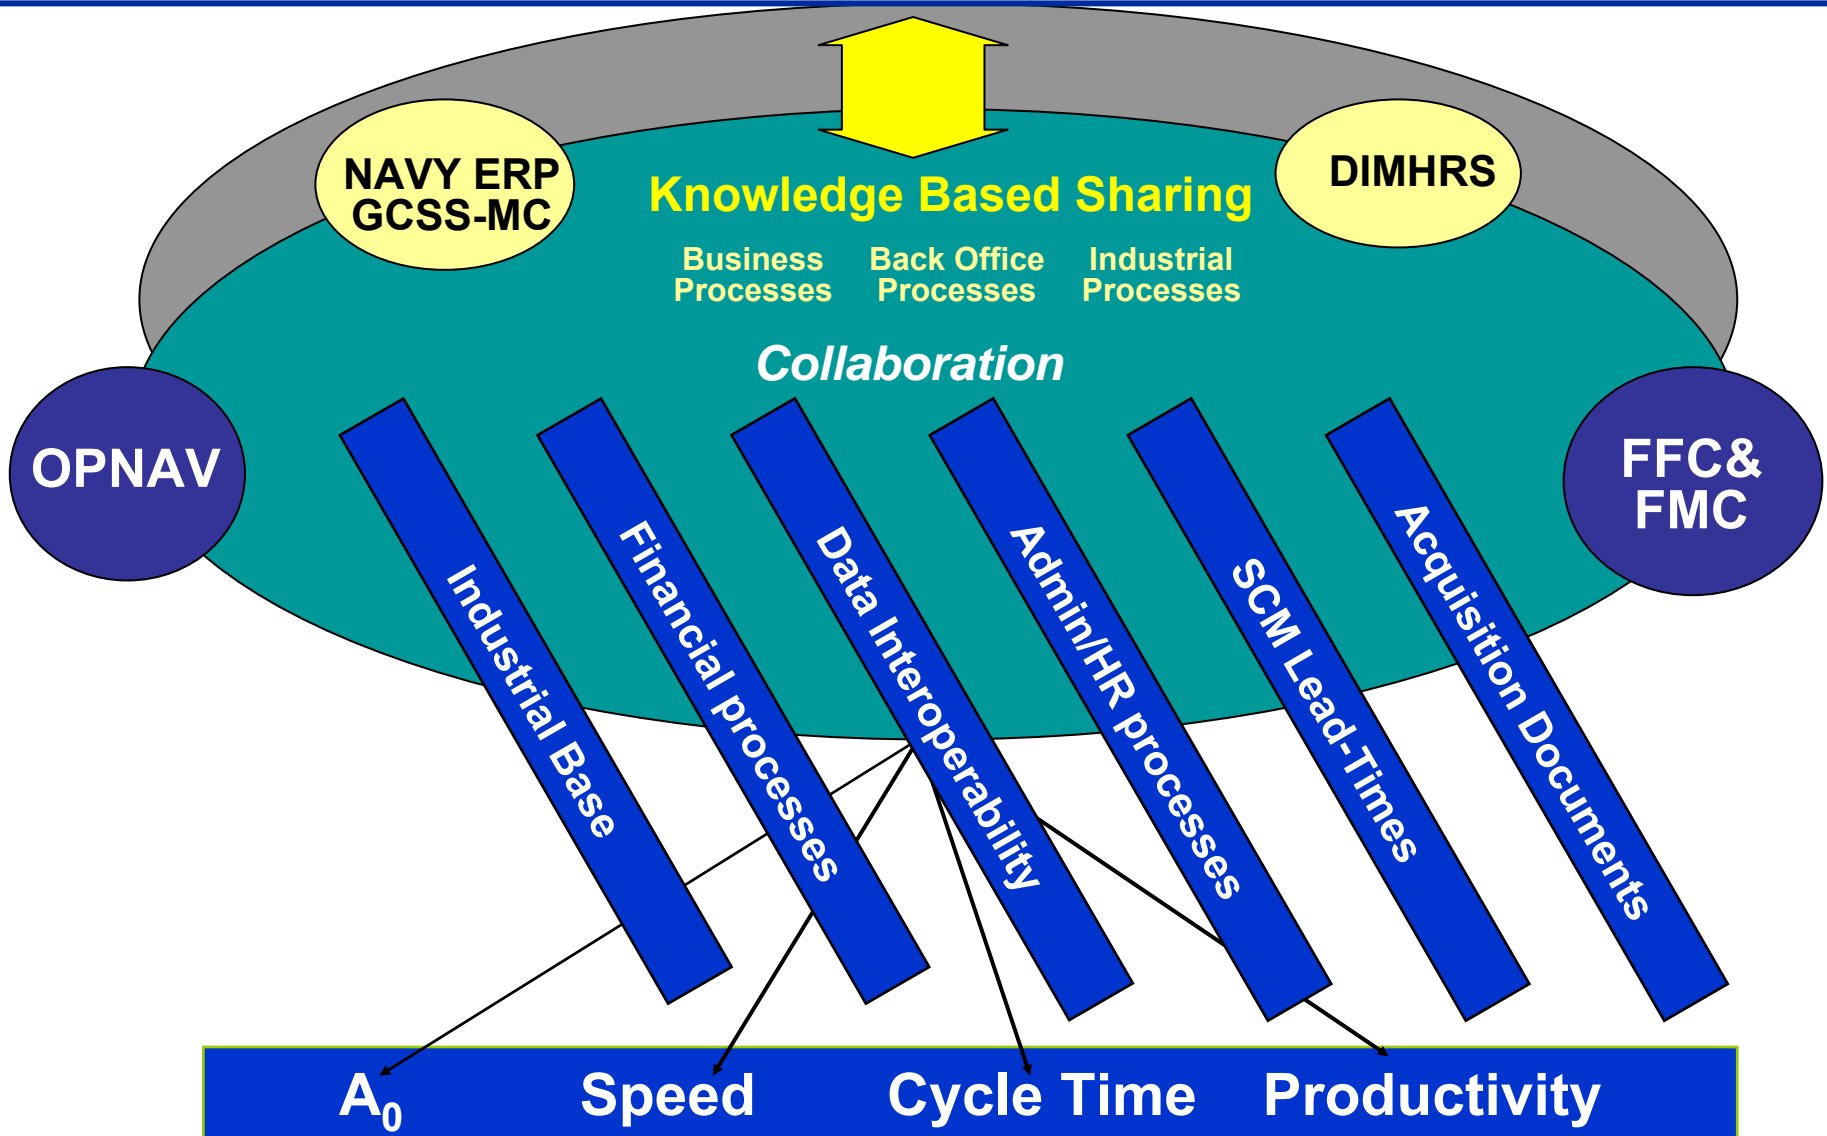 NAVY ERP
GCSS-MC
DIMHRS
Knowledge Based Sharing
Business
Processes
Back Office
Processes
Industrial
Processes
Collaboration
OPNAV
FFC&
FMC
Industrial Base
Financial processes
Data Interoperability
Admin/HR processes
SCM Lead-Times
Acquisition Documents
A0
Speed
Cycle Time
Productivity